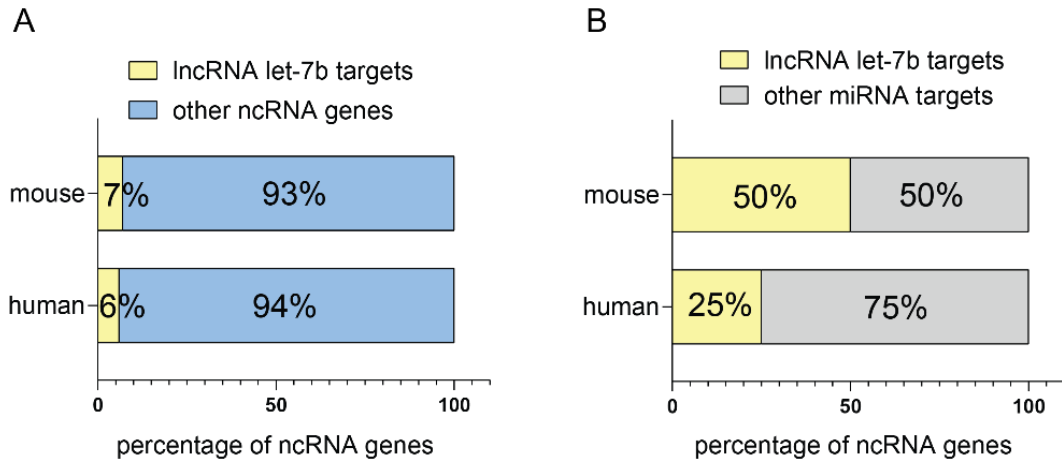 A
lncRNA let-7b targets
other ncRNA genes
mouse
7%
93%
human
6%
94%
0
50
100
percentage of ncRNA genes
B
lncRNA let-7b targets
other miRNA targets
mouse
50%
50%
human
25%
75%
0
50
100
percentage of ncRNA genes